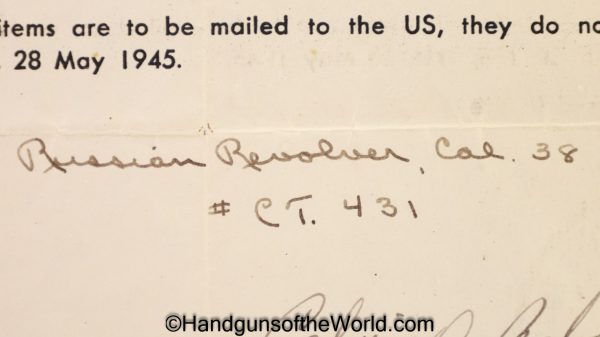 items are to be mailed to the US, they do no
28 May 1945.
Russian Revolver, Cal. 38
# CT. 431
©HandgunsoftheWorld.com